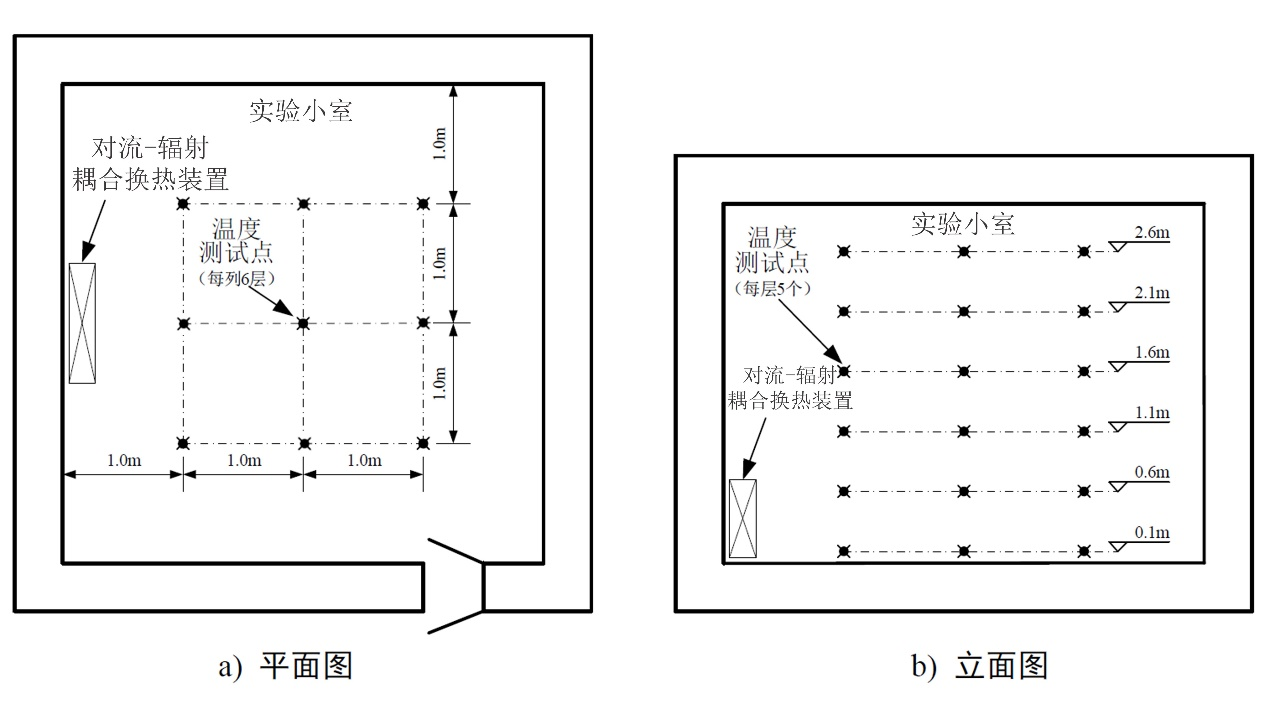 实验小室
对流-辐射
耦合换热装置
1.0m
温度
测试点
(每列6层)
1.0m
1.0m
1.0m
1.0m
1.0m
a) 平面图
实验小室
2.6m
温度
测试点
（每层5个）
2.1m
1.6m
对流-辐射
耦合换热装置
1.1m
0.6m
0.1m
b) 立面图